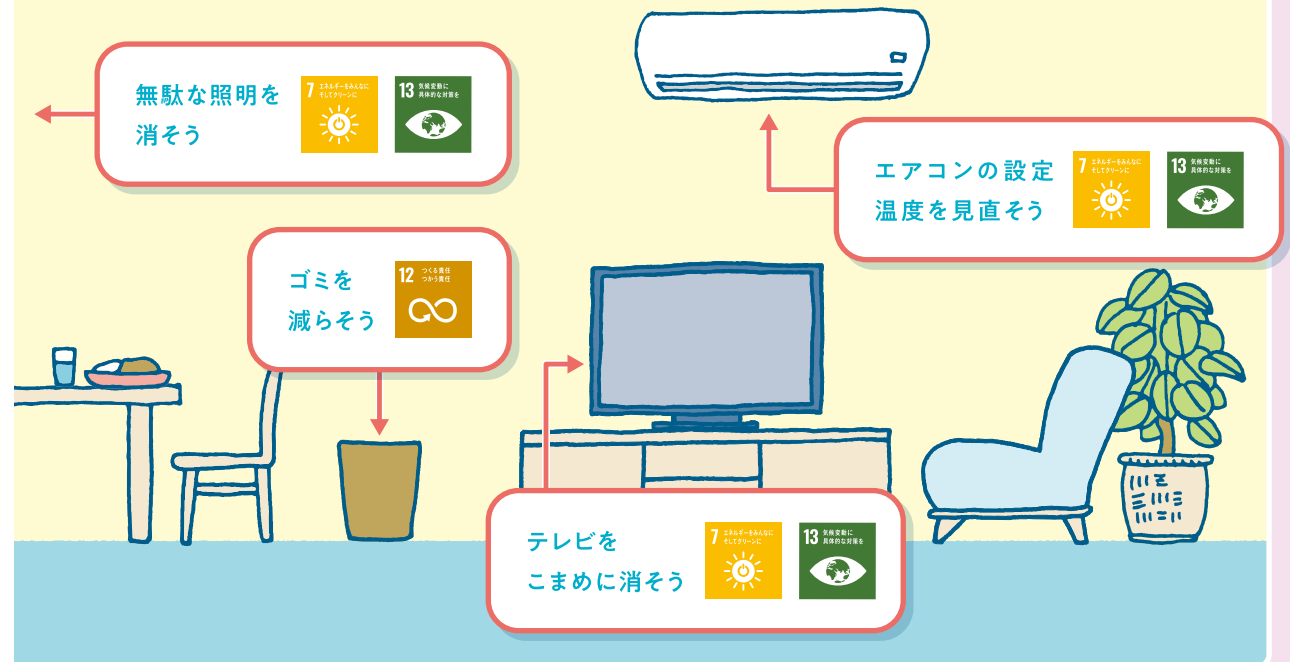 無駄な照明を
消そう
7 エネルギーをみんなに
そしてクリーンに
13 気候変動に
具体的な対策を
エアコンの設定
温度を見直そう
7 エネルギーをみんなに
そしてクリーンに
13 気候変動に
具体的な対策を
ゴミを
減らそう
12 つくる責任
つかう責任
テレビを
こまめに消そう
7 エネルギーをみんなに
そしてクリーンに
13 気候変動に
具体的な対策を